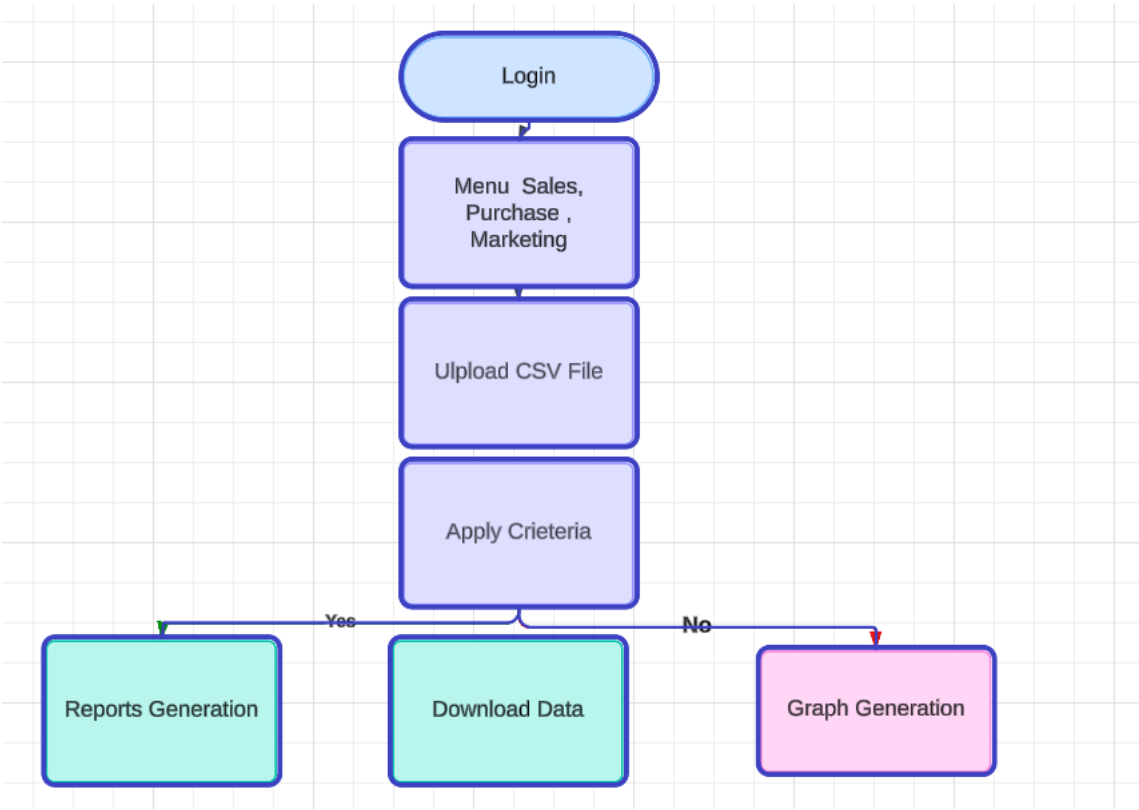 Login
Menu  Sales,
Purchase ,
Marketing
Ulpload CSV File
Apply Crieteria
Yes
No
Reports Generation
Download Data
Graph Generation